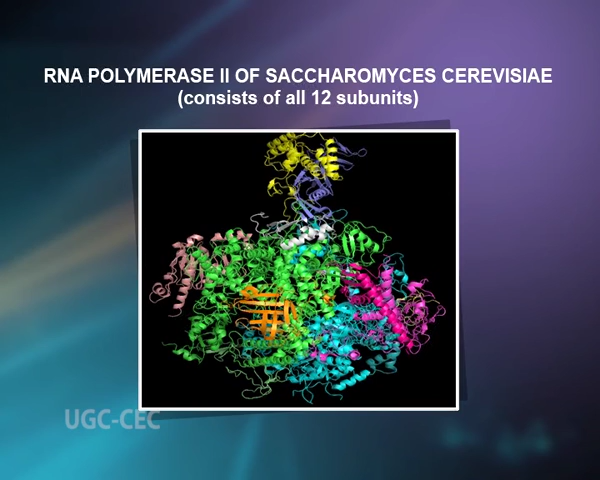 RNA POLYMERASE II OF SACCHAROMYCES CEREVISIAE
(consists of all 12 subunits)
UGC-CEC